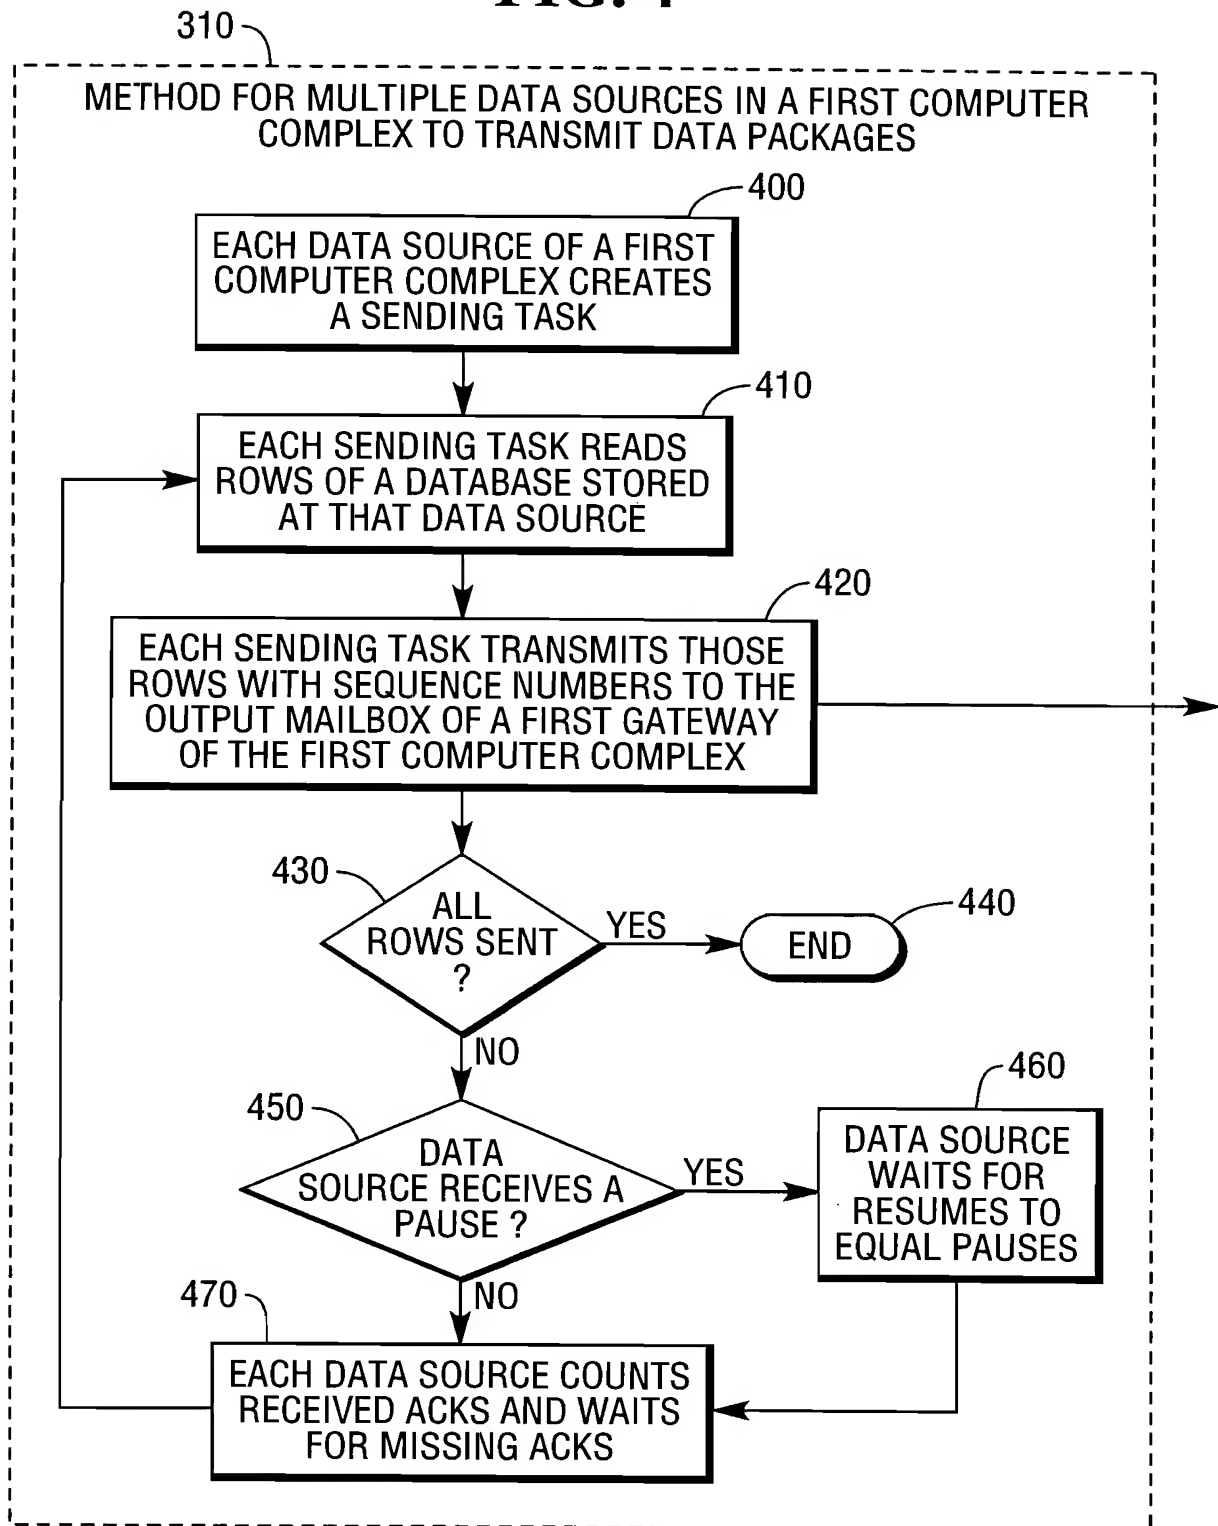 FIG. 4
310
METHOD FOR MULTIPLE DATA SOURCES IN A FIRST COMPUTER
COMPLEX TO TRANSMIT DATA PACKAGES
400
EACH DATA SOURCE OF A FIRST
COMPUTER COMPLEX CREATES
A SENDING TASK
410
EACH SENDING TASK READS
ROWS OF A DATABASE STORED
AT THAT DATA SOURCE
420
EACH SENDING TASK TRANSMITS THOSE
ROWS WITH SEQUENCE NUMBERS TO THE
OUTPUT MAILBOX OF A FIRST GATEWAY
OF THE FIRST COMPUTER COMPLEX
430
ALL
ROWS SENT
?
YES
440
END
NO
450
DATA
SOURCE RECEIVES A
PAUSE ?
YES
460
DATA SOURCE
WAITS FOR
RESUMES TO
EQUAL PAUSES
NO
470
EACH DATA SOURCE COUNTS
RECEIVED ACKS AND WAITS
FOR MISSING ACKS